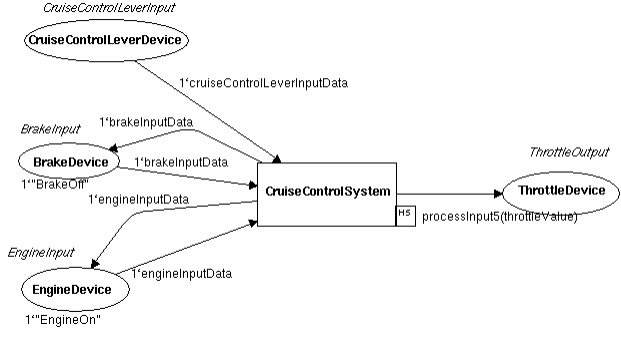 CruiseControlLeverInput
CruiseControlLeverDevice
1‘cruiseControlLeverInputData
BrakeInput
1‘brakeInputData
BrakeDevice
1‘brakeInputData
1‘"BrakeOff"
1‘engineInputData
CruiseControlSystem
HS
ThrottleOutput
ThrottleDevice
processInput5(throttleValue)
EngineInput
1‘engineInputData
EngineDevice
1‘"EngineOn"